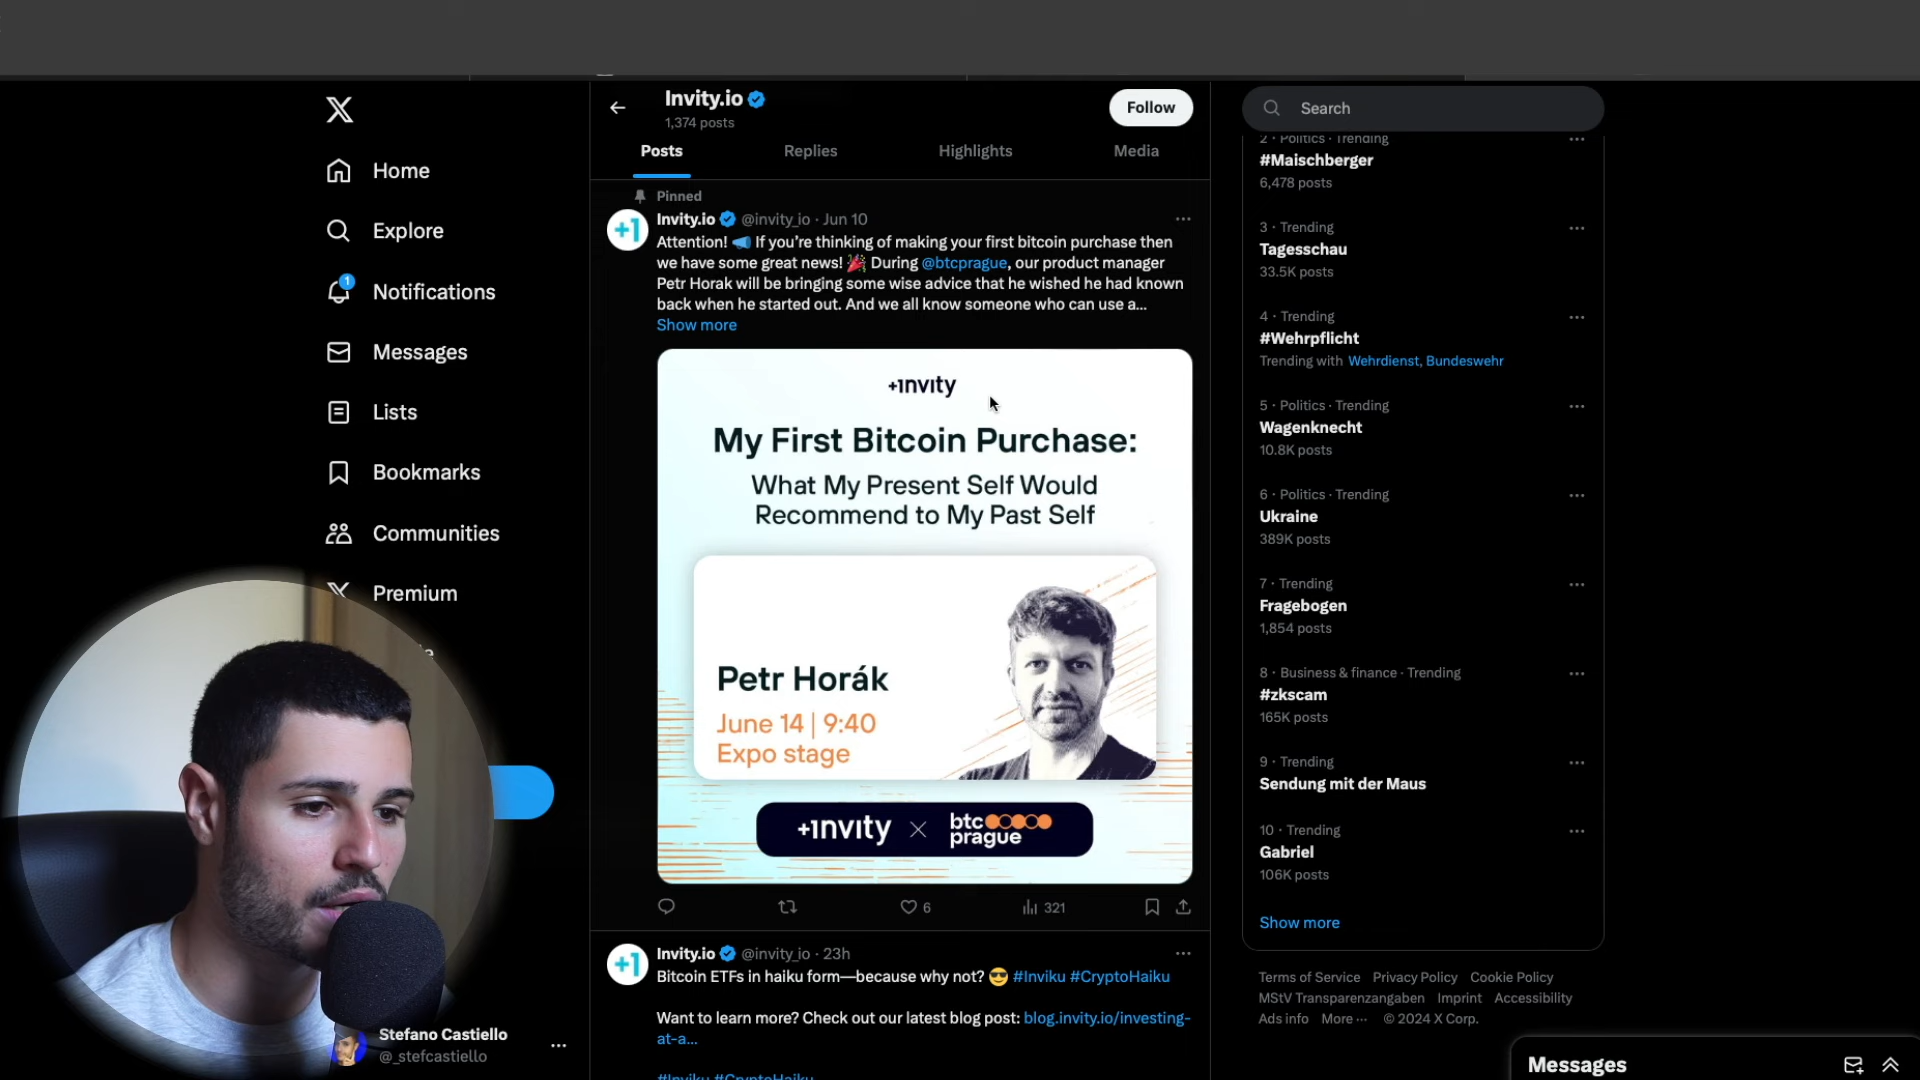 Invity.io
1,374 posts
Follow
Search
Posts
Replies
Highlights
Media
Home
Explore
1
Notifications
Messages
Lists
Bookmarks
Communities
Premium
Stefano Castiello
@_stefcastiello
Pinned
Invity.io @invity_io · Jun 10
Attention! 📣 If you’re thinking of making your first bitcoin purchase then
we have some great news! 🎉 During @btcprague, our product manager
Petr Horak will be bringing some wise advice that he wished he had known
back when he started out. And we all know someone who can use a...
Show more
+ınvıty
My First Bitcoin Purchase:
What My Present Self Would
Recommend to My Past Self
Petr Horák
June 14 | 9:40
Expo stage
+ınvıty × btc
prague
6
321
+1
Invity.io @invity_io · 23h
Bitcoin ETFs in haiku form—because why not? 😎 #Inviku #CryptoHaiku
Want to learn more? Check out our latest blog post: blog.invity.io/investing-
at-a...
#Inviku #CryptoHaiku
2 · Politics · Trending
#Maischberger
6,478 posts
3 · Trending
Tagesschau
33.5K posts
4 · Trending
#Wehrpflicht
Trending with Wehrdienst, Bundeswehr
5 · Politics · Trending
Wagenknecht
10.8K posts
6 · Politics · Trending
Ukraine
389K posts
7 · Trending
Fragebogen
1,854 posts
8 · Business & finance · Trending
#zkscam
165K posts
9 · Trending
Sendung mit der Maus
10 · Trending
Gabriel
106K posts
Show more
Terms of Service Privacy Policy Cookie Policy
MStV Transparenzangaben Imprint Accessibility
Ads info More ··· © 2024 X Corp.
Messages